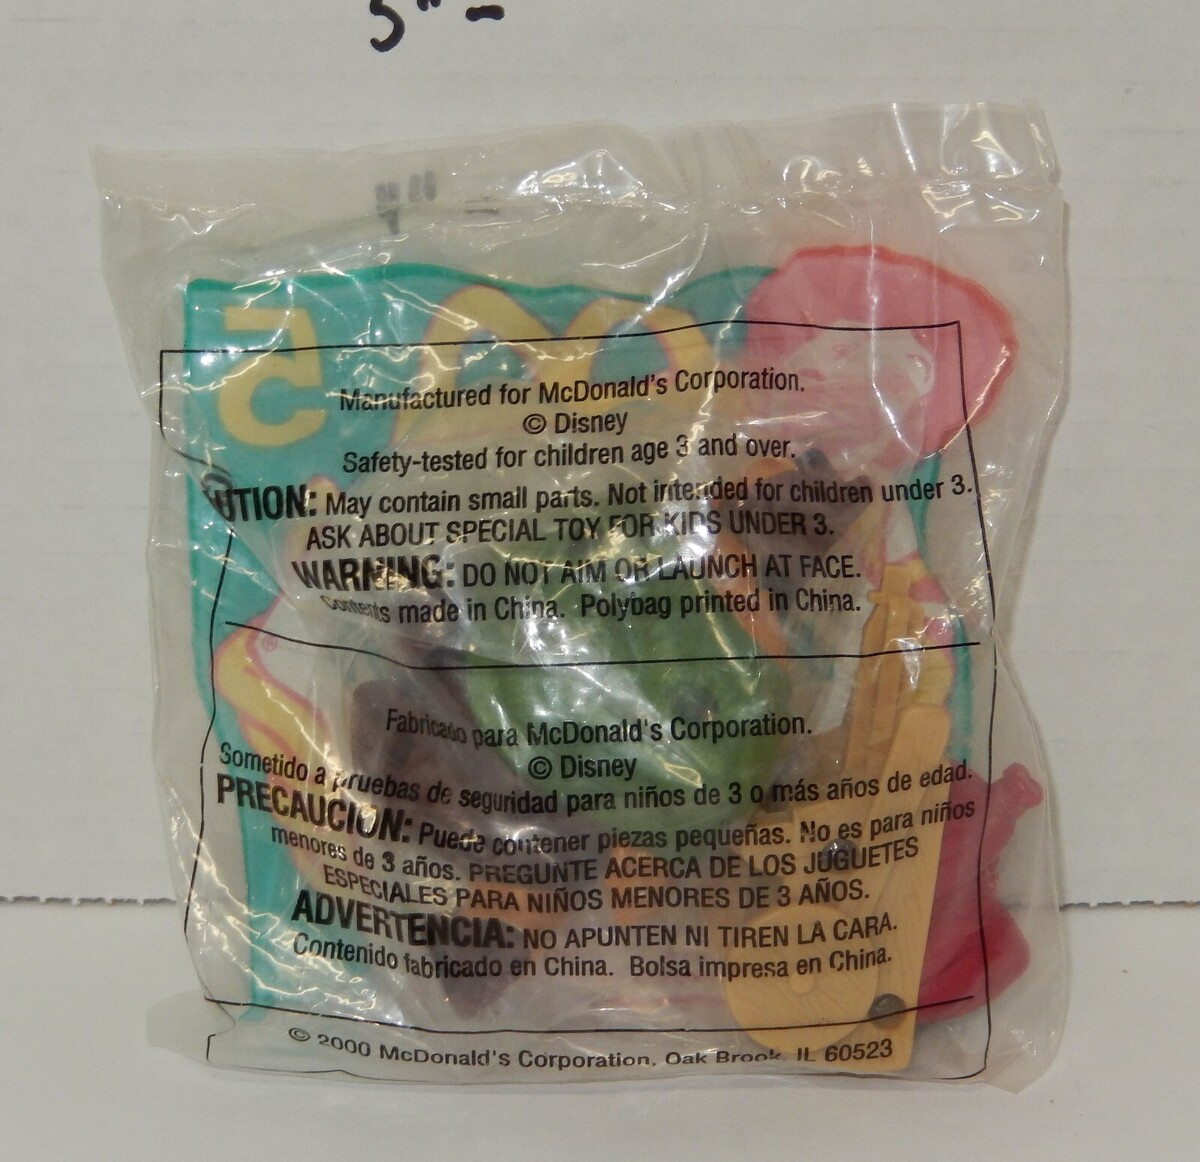 5" -
5
Manufactured for McDonald's Corporation.
© Disney
Safety-tested for children age 3 and over.
UTION: May contain small parts. Not intended for children under 3.
ASK ABOUT SPECIAL TOY FOR KIDS UNDER 3.
WARNING: DO NOT AIM OR LAUNCH AT FACE.
Contents made in China. Polybag printed in China.
®
Fabricado para McDonald's Corporation.
© Disney
Sometido a pruebas de seguridad para niños de 3 o más años de edad.
PRECAUCION: Puede contener piezas pequeñas. No es para niños
menores de 3 años. PREGUNTE ACERCA DE LOS JUGUETES
ESPECIALES PARA NIÑOS MENORES DE 3 AÑOS.
ADVERTENCIA: NO APUNTEN NI TIREN LA CARA.
Contenido fabricado en China. Bolsa impresa en China.
© 2000 McDonald's Corporation, Oak Brook, IL 60523